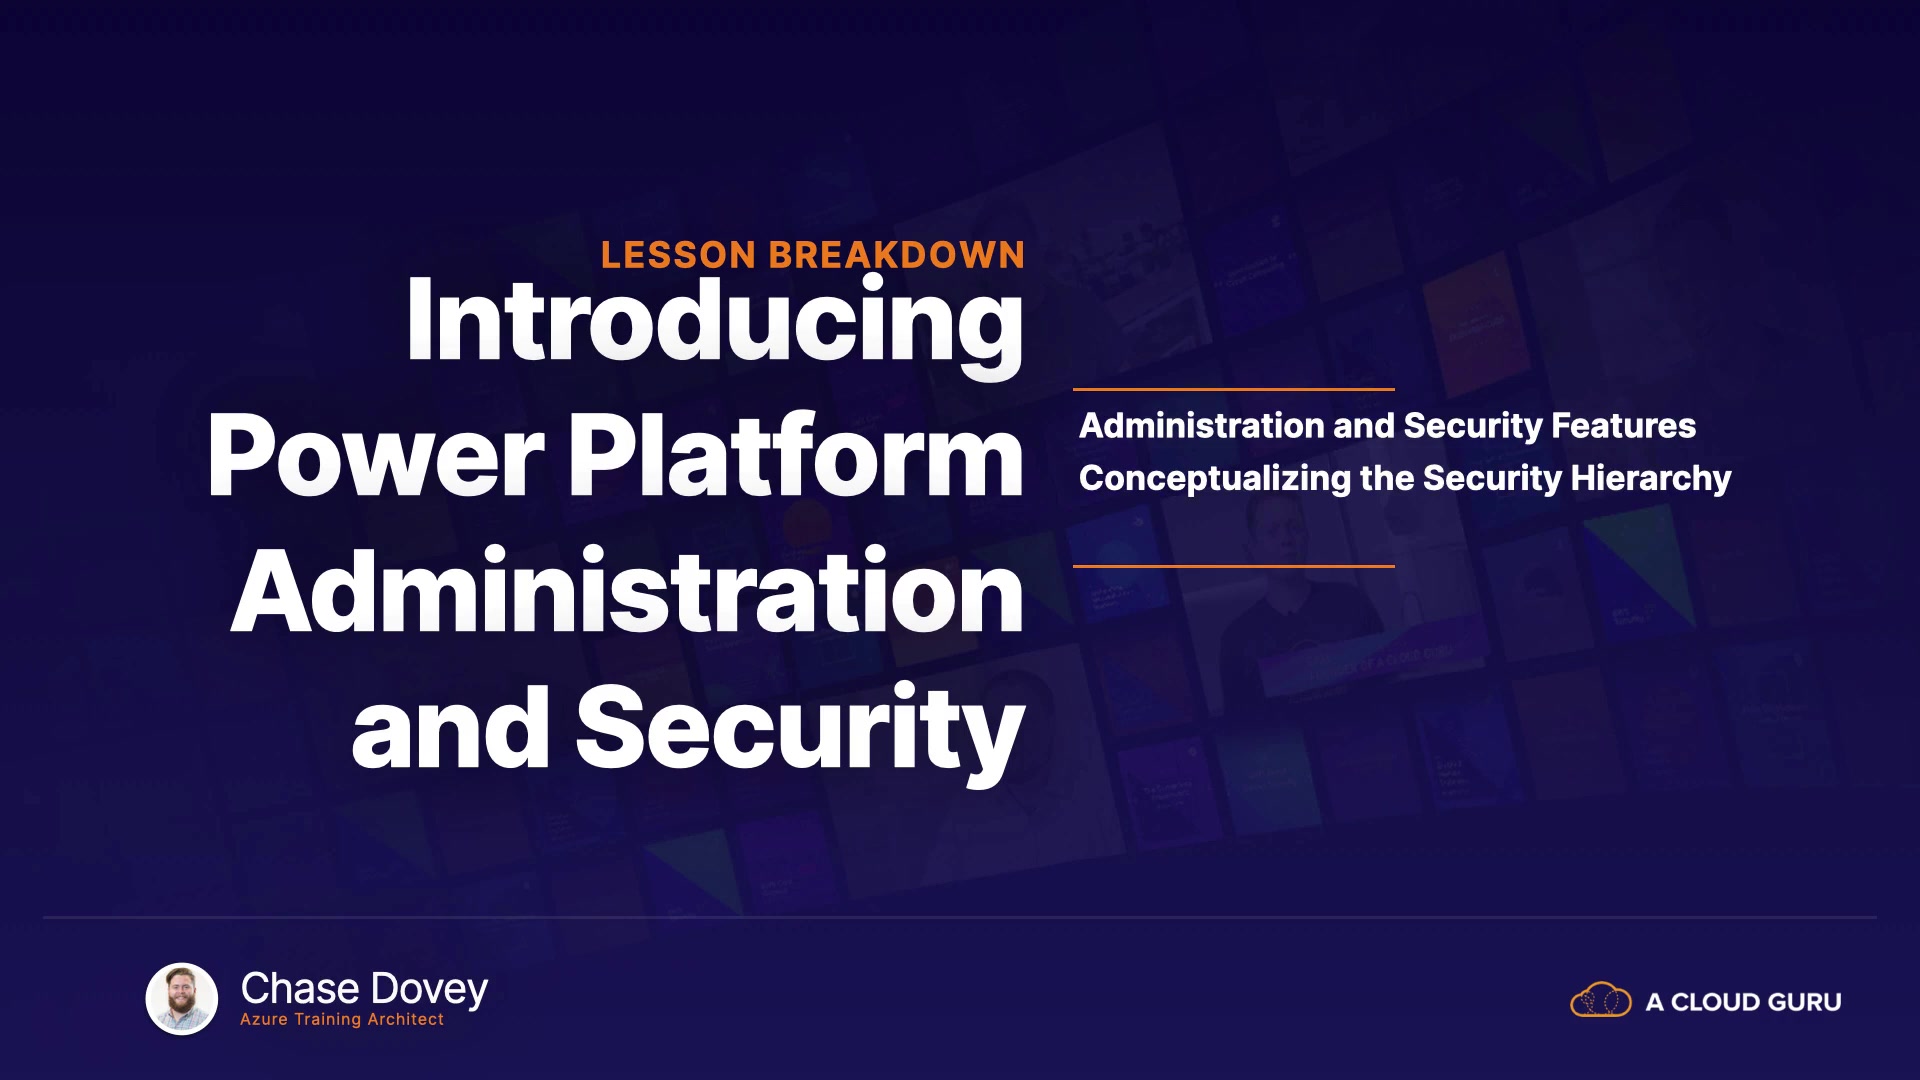 LESSON BREAKDOWN
Introducing
Power Platform
Administration
and Security
Administration and Security Features
Conceptualizing the Security Hierarchy
Chase Dovey
Azure Training Architect
A CLOUD GURU